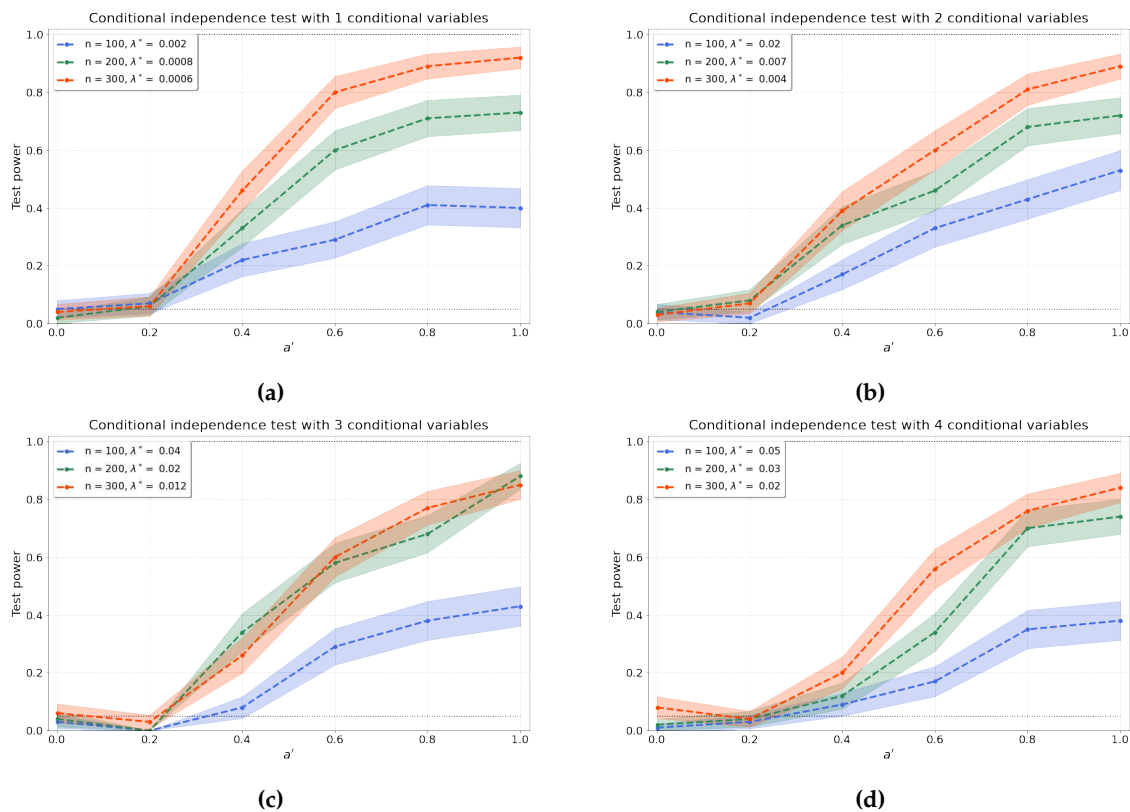 Conditional independence test with 1 conditional variables
n = 100, λ* = 0.002
n = 200, λ* = 0.0008
n = 300, λ* = 0.0006
Test power
1.0
0.8
0.6
0.4
0.2
0.0
0.0 0.2 0.4 0.6 0.8 1.0
a′
(a)
Conditional independence test with 2 conditional variables
n = 100, λ* = 0.02
n = 200, λ* = 0.007
n = 300, λ* = 0.004
Test power
1.0
0.8
0.6
0.4
0.2
0.0
0.0 0.2 0.4 0.6 0.8 1.0
a′
(b)
Conditional independence test with 3 conditional variables
n = 100, λ* = 0.04
n = 200, λ* = 0.02
n = 300, λ* = 0.012
Test power
1.0
0.8
0.6
0.4
0.2
0.0
0.0 0.2 0.4 0.6 0.8 1.0
a′
(c)
Conditional independence test with 4 conditional variables
n = 100, λ* = 0.05
n = 200, λ* = 0.03
n = 300, λ* = 0.02
Test power
1.0
0.8
0.6
0.4
0.2
0.0
0.0 0.2 0.4 0.6 0.8 1.0
a′
(d)